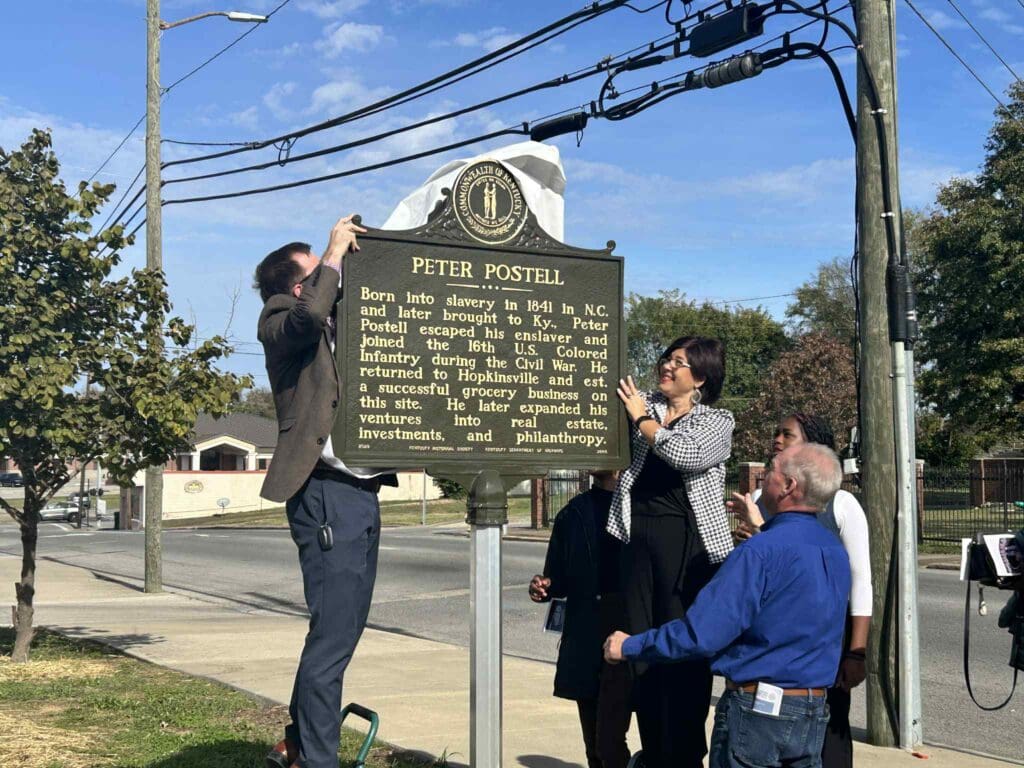 COMMONWEALTH OF KENTUCKY
PETER POSTELL
Born into slavery in 1841 in N.C.
and later brought to Ky., Peter
Postell escaped his enslaver and
joined the 16th U.S. Colored
Infantry during the Civil War. He
returned to Hopkinsville and est.
a successful grocery business on
this site. He later expanded his
ventures into real estate,
investments, and philanthropy.
KENTUCKY HISTORICAL SOCIETY KENTUCKY DEPARTMENT OF HIGHWAYS